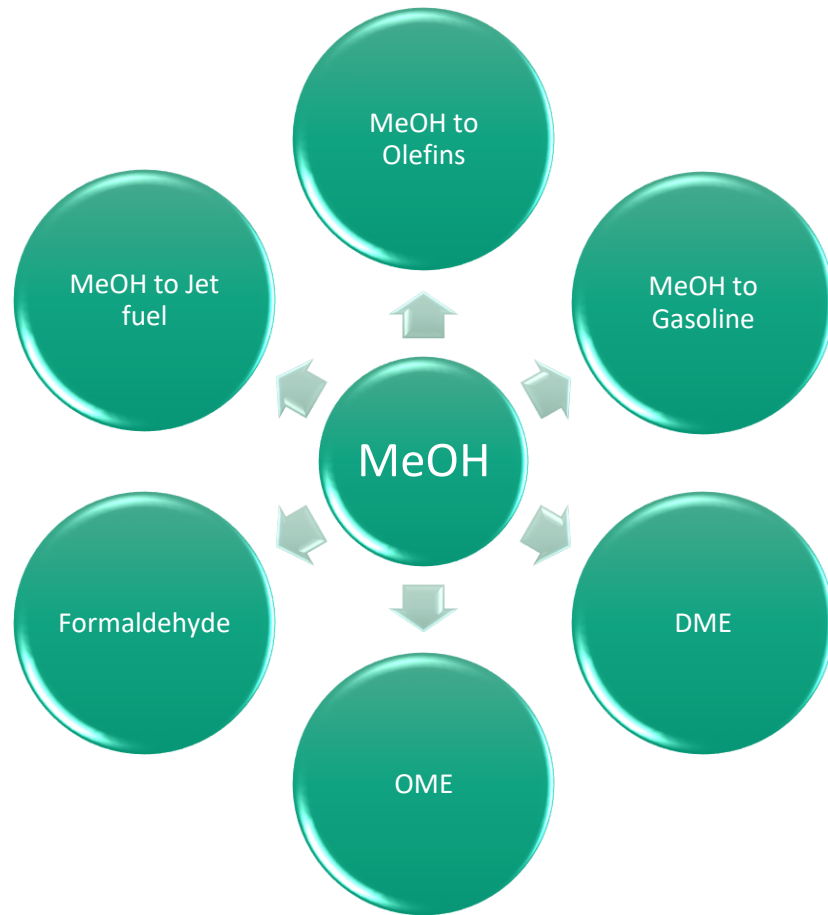 MeOH to
Olefins
MeOH to Jet
fuel
MeOH to
Gasoline
MeOH
Formaldehyde
DME
OME